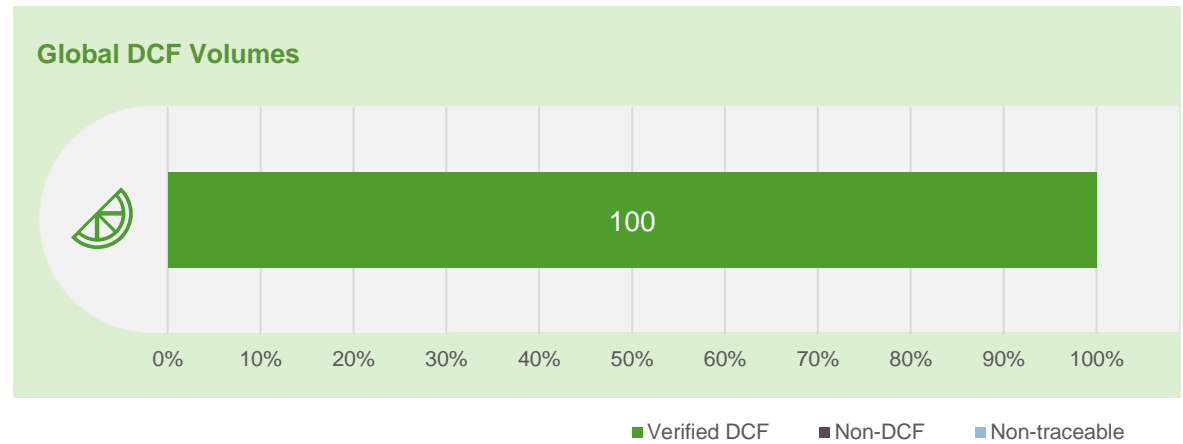 Global DCF Volumes
100
0% 10% 20% 30% 40% 50% 60% 70% 80% 90% 100%
Verified DCF Non-DCF Non-traceable